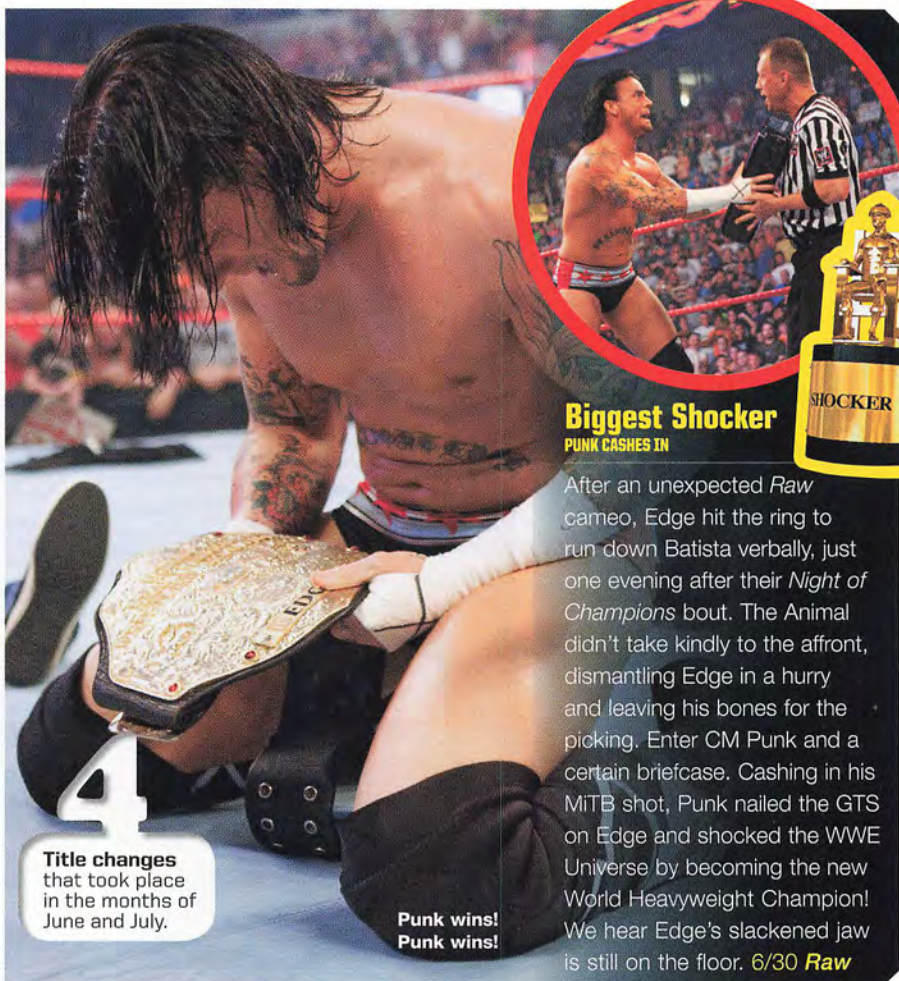 SHOCKER
Biggest Shocker
PUNK CASHES IN
After an unexpected Raw
cameo, Edge hit the ring to
run down Batista verbally, just
one evening after their Night of
Champions bout. The Animal
didn't take kindly to the affront,
dismantling Edge in a hurry
and leaving his bones for the
picking. Enter CM Punk and a
certain briefcase. Cashing in his
MiTB shot, Punk nailed the GTS
on Edge and shocked the WWE
Universe by becoming the new
World Heavyweight Champion!
We hear Edge's slackened jaw
is still on the floor. 6/30 Raw
EDGE
4
Title changes
that took place
in the months of
June and July.
Punk wins!
Punk wins!